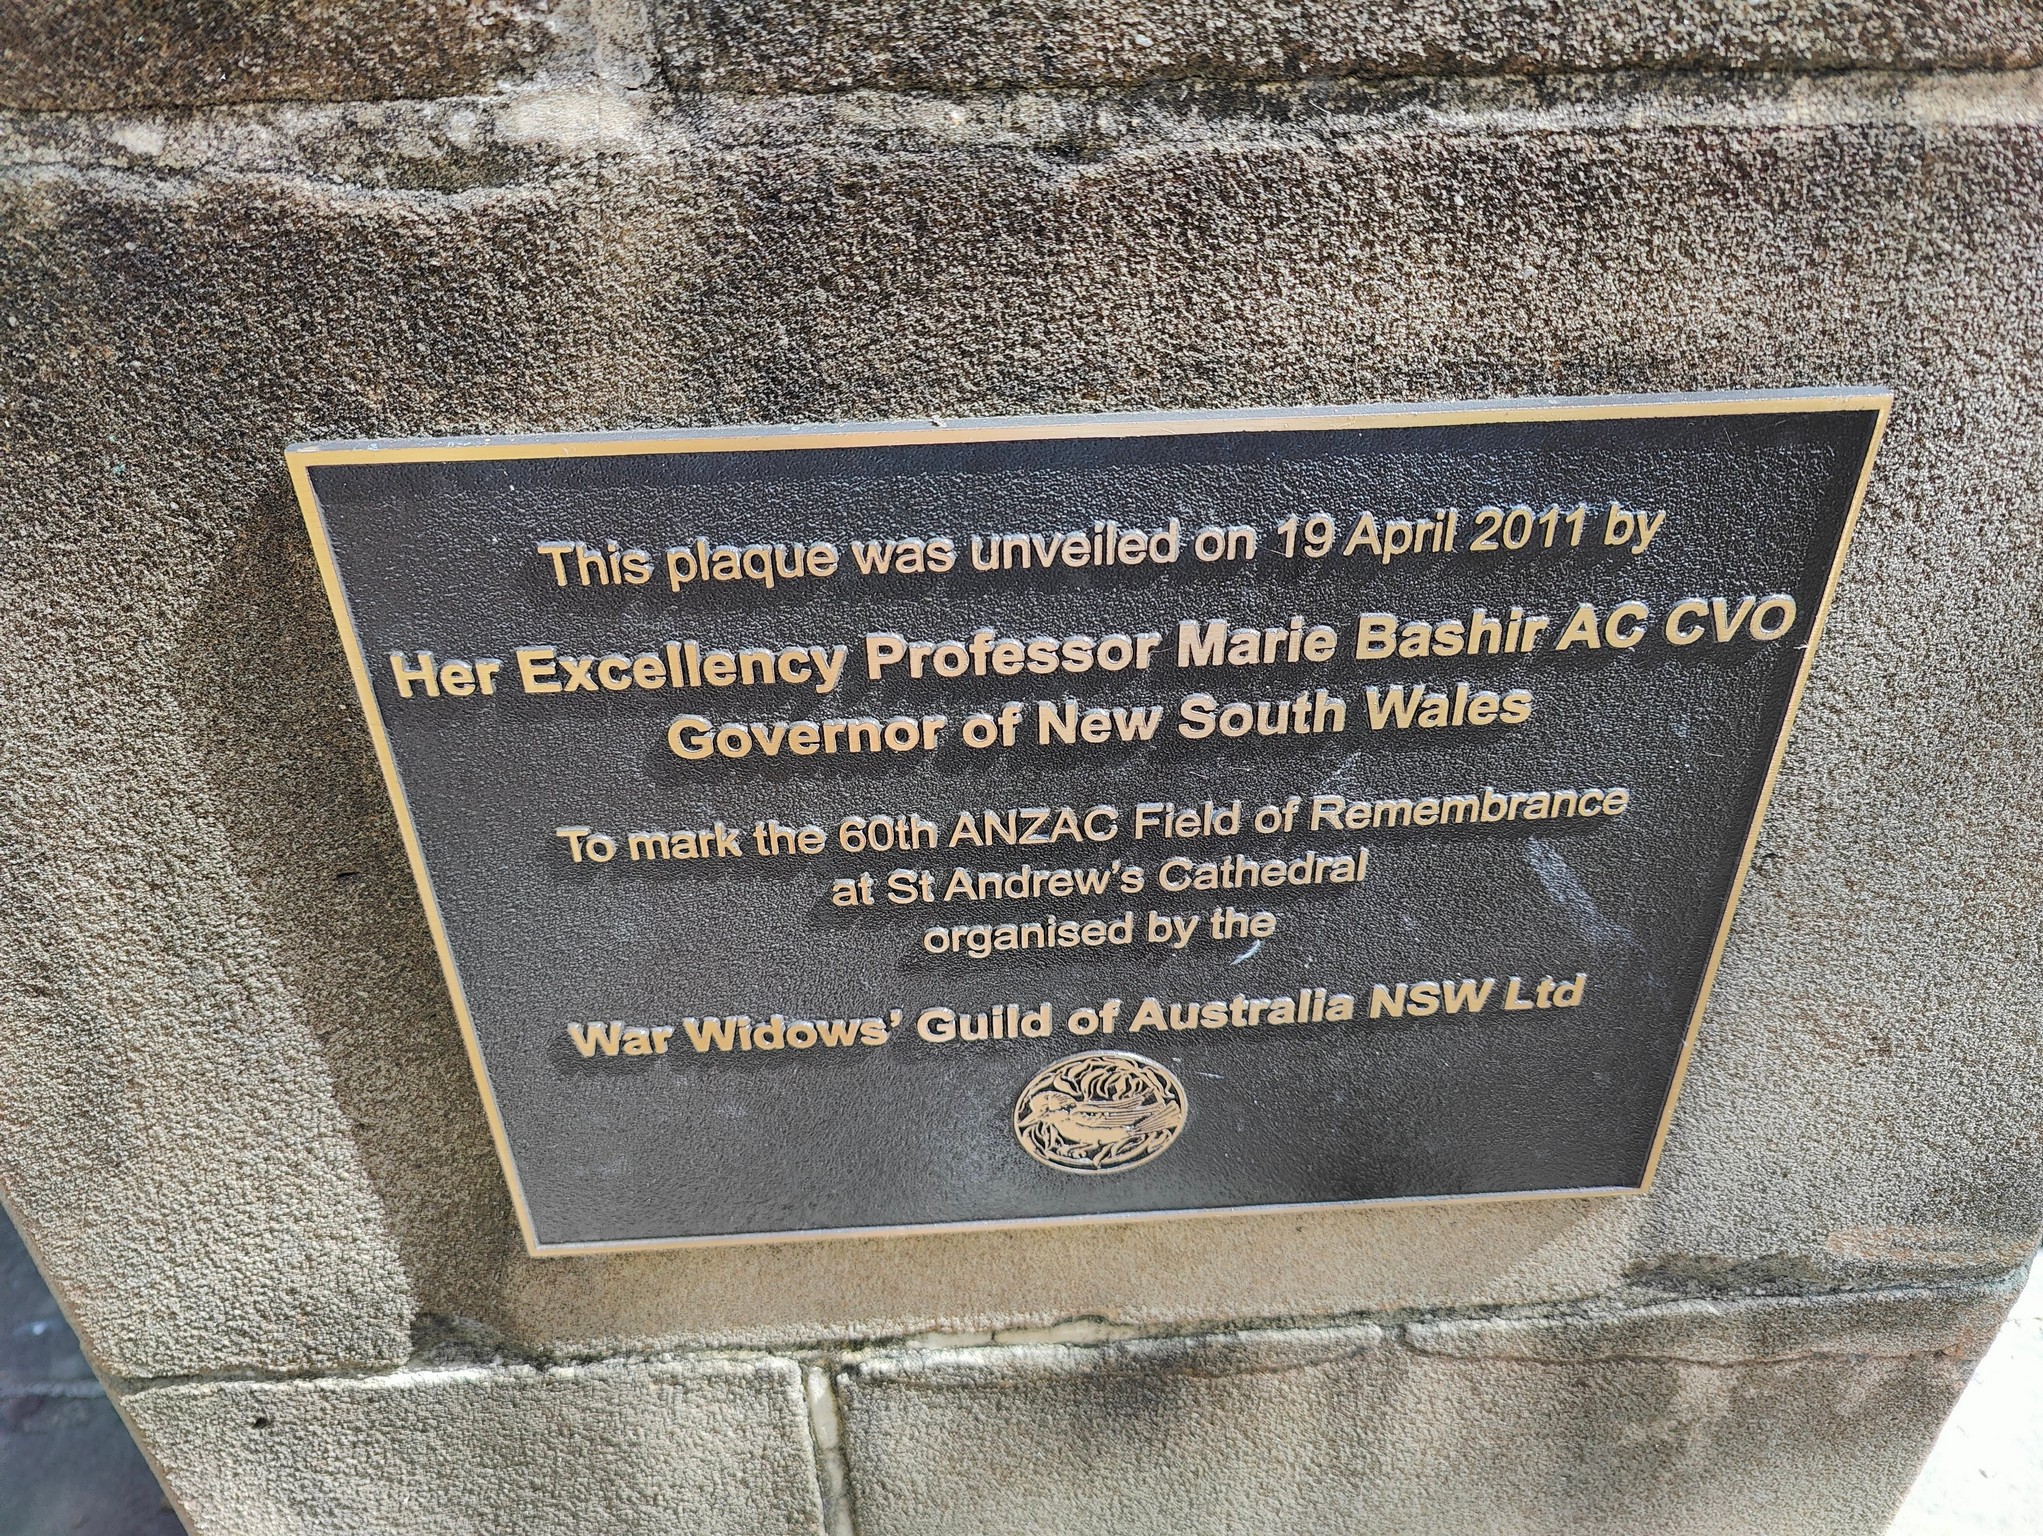 This plaque was unveiled on 19 April 2011 by
Her Excellency Professor Marie Bashir AC CVO
Governor of New South Wales
To mark the 60th ANZAC Field of Remembrance
at St Andrew's Cathedral
organised by the
War Widows' Guild of Australia NSW Ltd